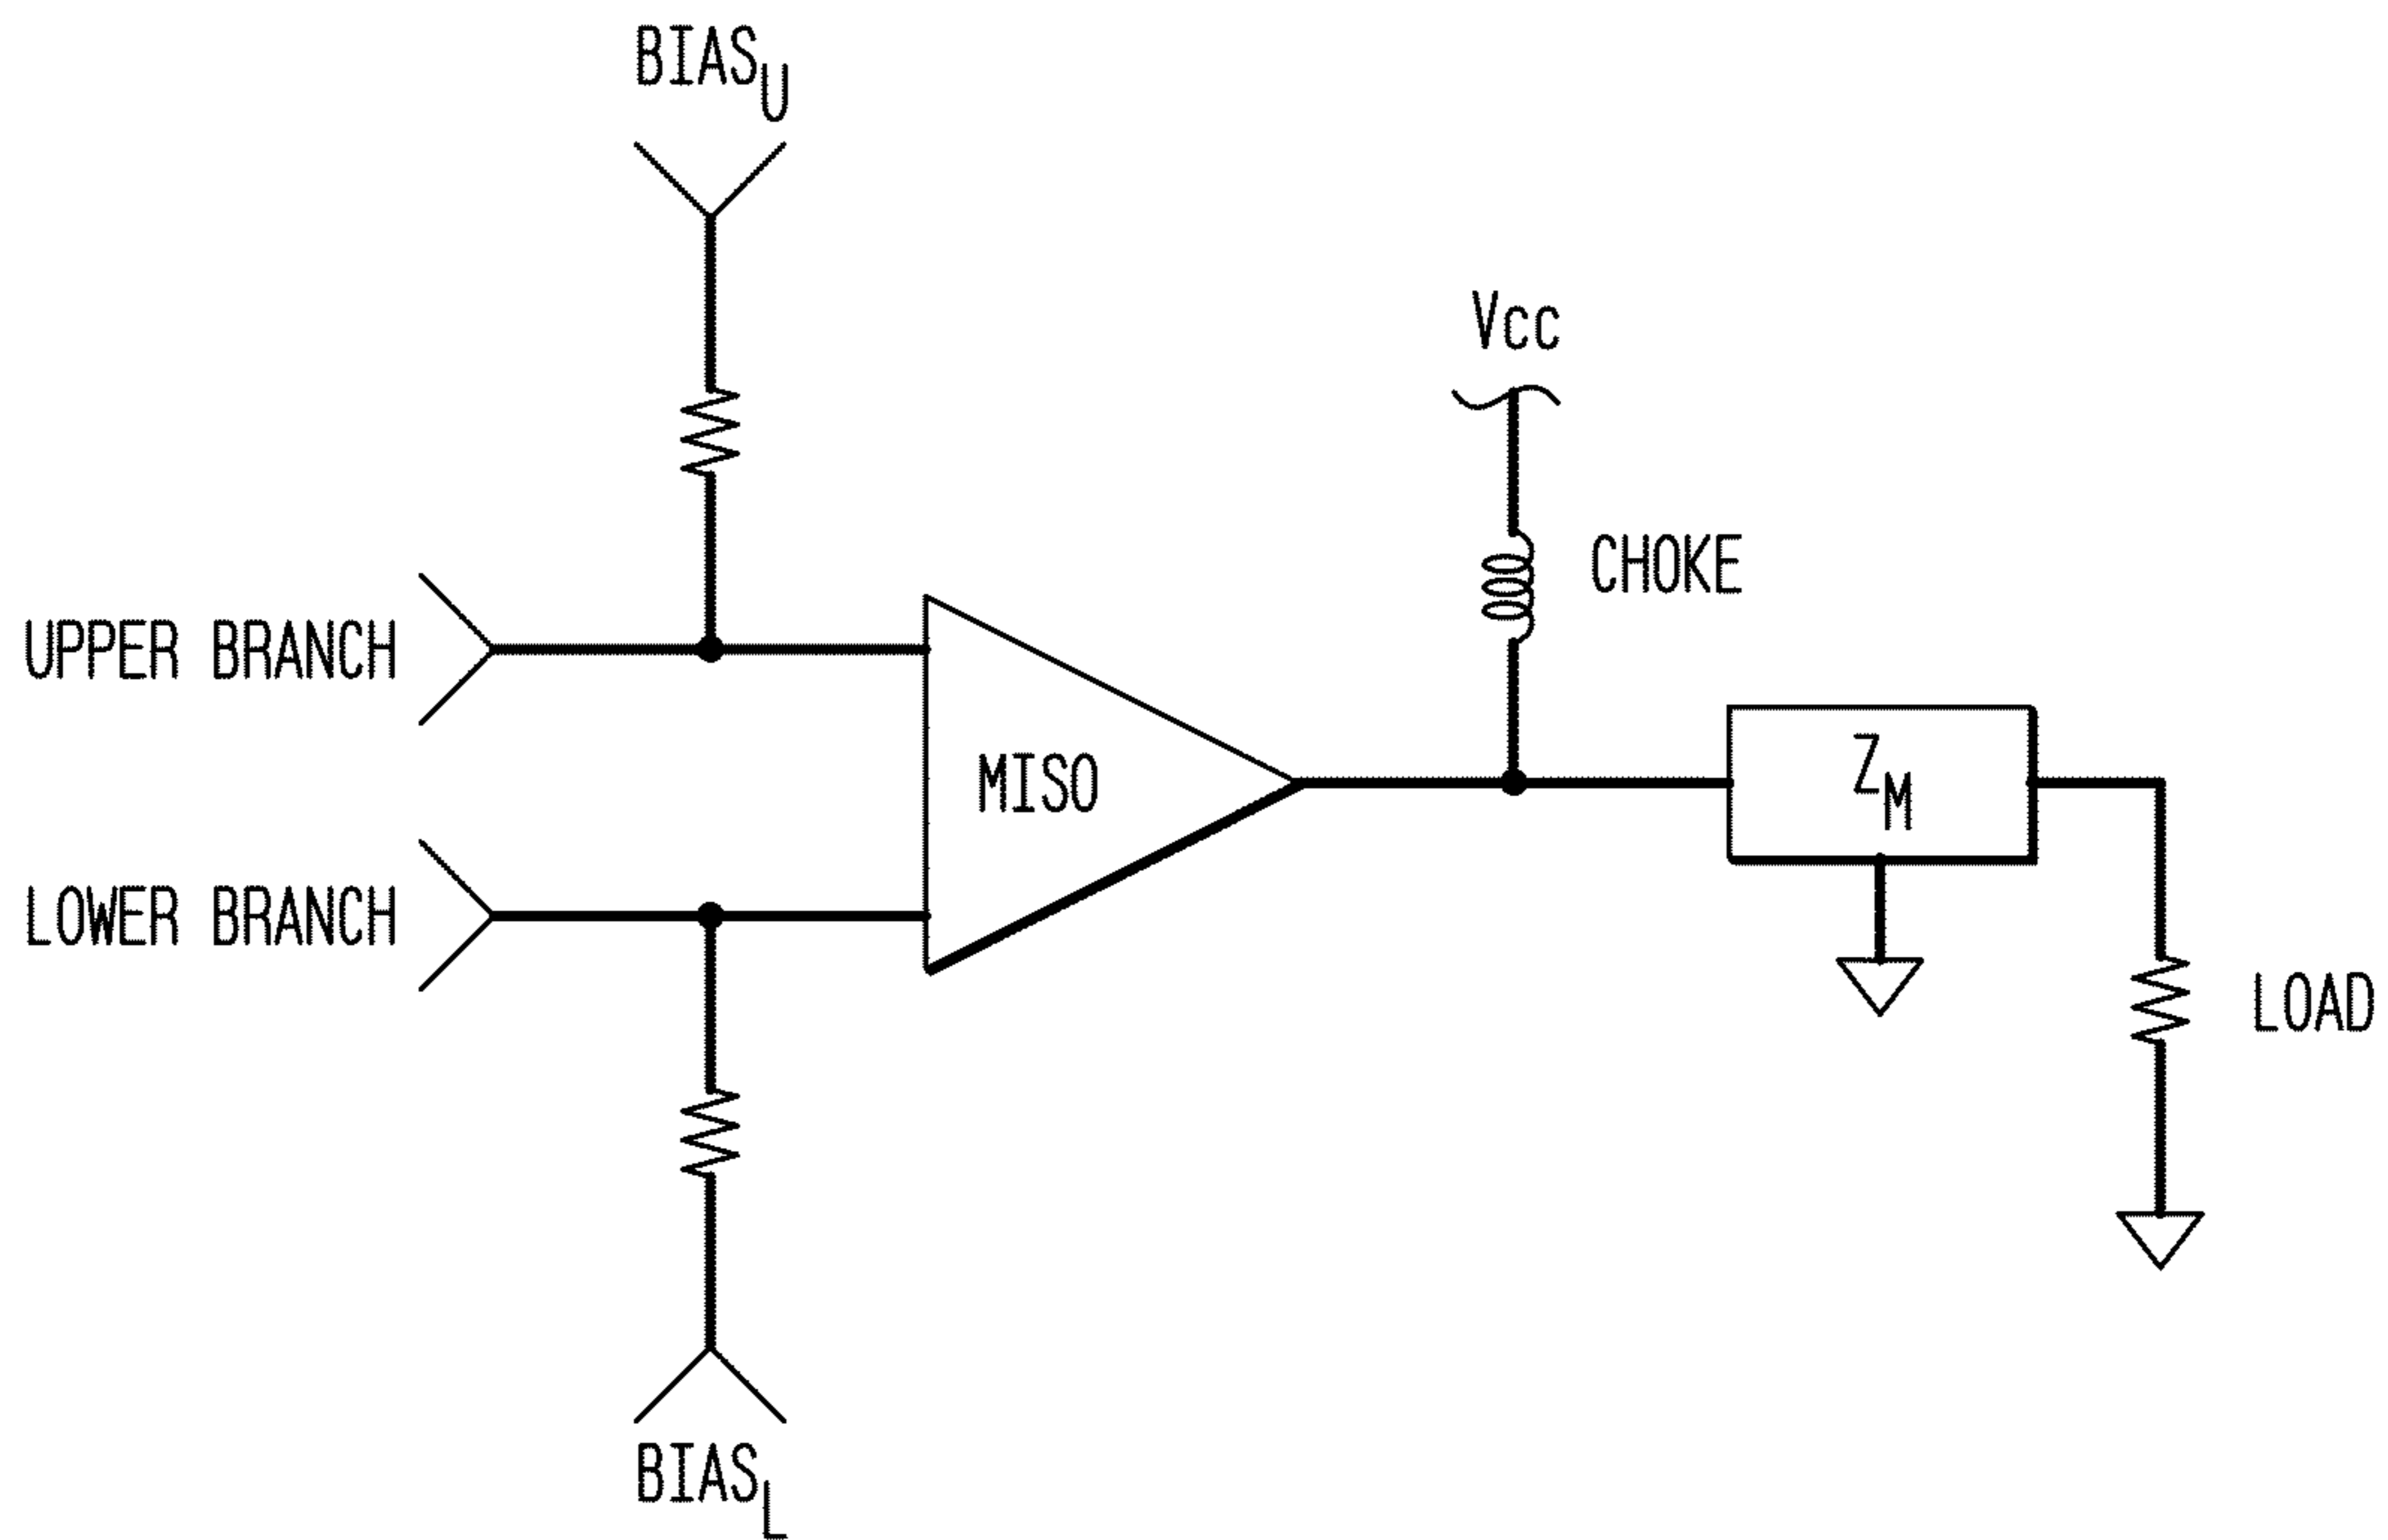 BIASU
Vcc
CHOKE
UPPER BRANCH
MISO
ZM
LOWER BRANCH
LOAD
BIASL